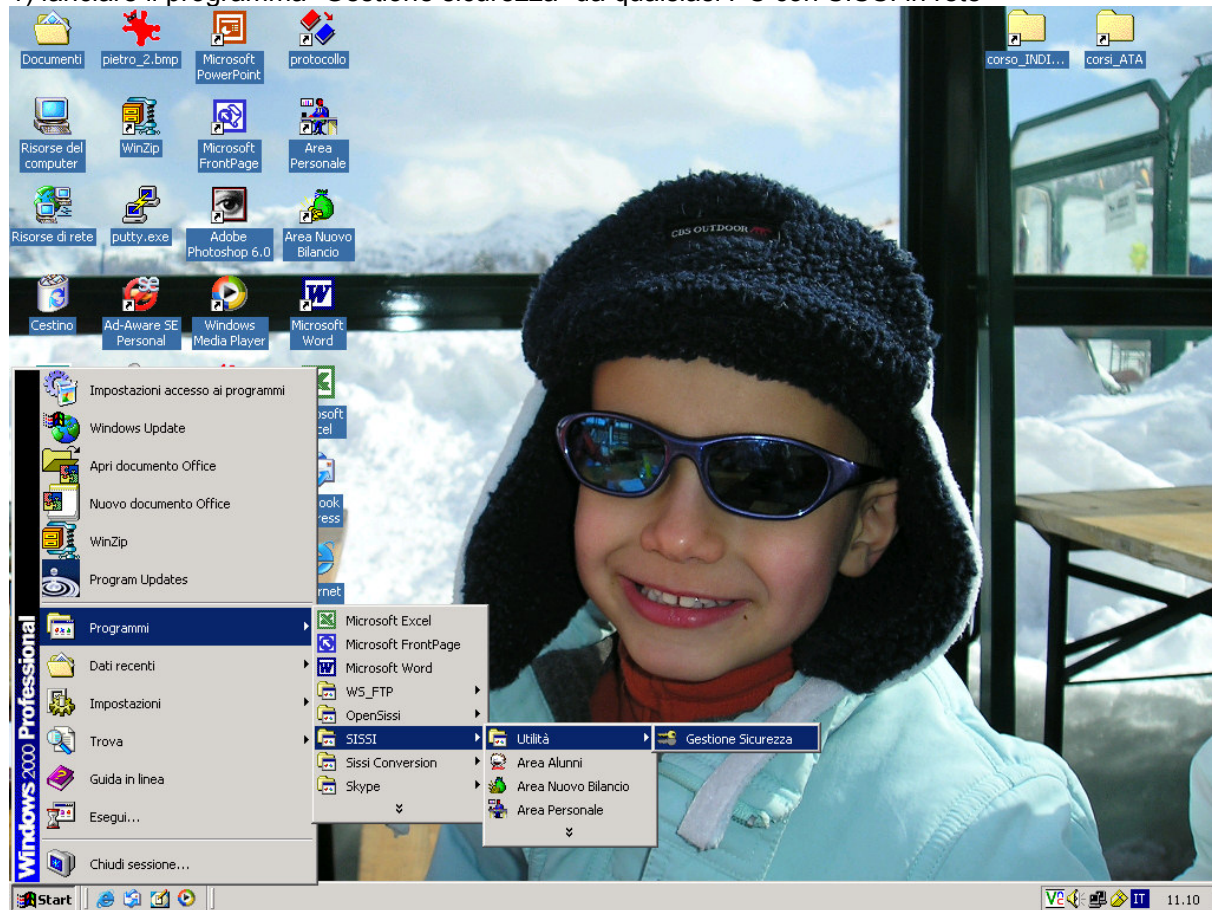 Documenti
pietro_2.bmp
Microsoft
PowerPoint
protocollo
corso_INDI...
corsi_ATA
Risorse del
computer
WinZip
Microsoft
FrontPage
Area
Personale
Risorse di rete
putty.exe
Adobe
Photoshop 6.0
Area Nuovo
Bilancio
CBS OUTDOOR
Cestino
Ad-Aware SE
Personal
Windows
Media Player
Microsoft
Word
Windows 2000 Professional
Impostazioni accesso ai programmi
Windows Update
Apri documento Office
Nuovo documento Office
WinZip
Program Updates
Programmi
Dati recenti
Impostazioni
Trova
Guida in linea
Esegui...
Chiudi sessione...
Microsoft Excel
Microsoft FrontPage
Microsoft Word
WS_FTP
OpenSissi
SISSI
Sissi Conversion
Skype
Utilità
Area Alunni
Area Nuovo Bilancio
Area Personale
Gestione Sicurezza
Start
IT
11.10